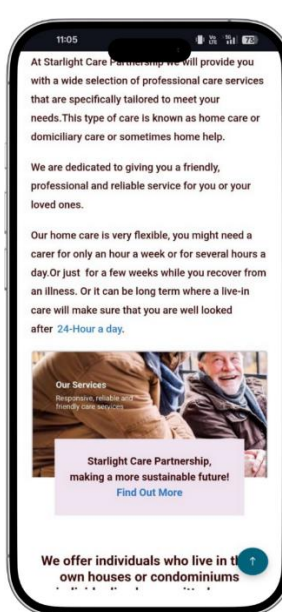 11:05
73
At Starlight Care Partnership we will provide you
with a wide selection of professional care services
that are specifically tailored to meet your
needs.This type of care is known as home care or
domiciliary care or sometimes home help.
We are dedicated to giving you a friendly,
professional and reliable service for you or your
loved ones.
Our home care is very flexible, you might need a
carer for only an hour a week or for several hours a
day.Or just for a few weeks while you recover from
an illness. Or it can be long term where a live-in
care will make sure that you are well looked
after 24-Hour a day.
Our Services
Responsive, reliable and
friendly care services
Starlight Care Partnership,
making a more sustainable future!
Find Out More
We offer individuals who live in
own houses or condominiums